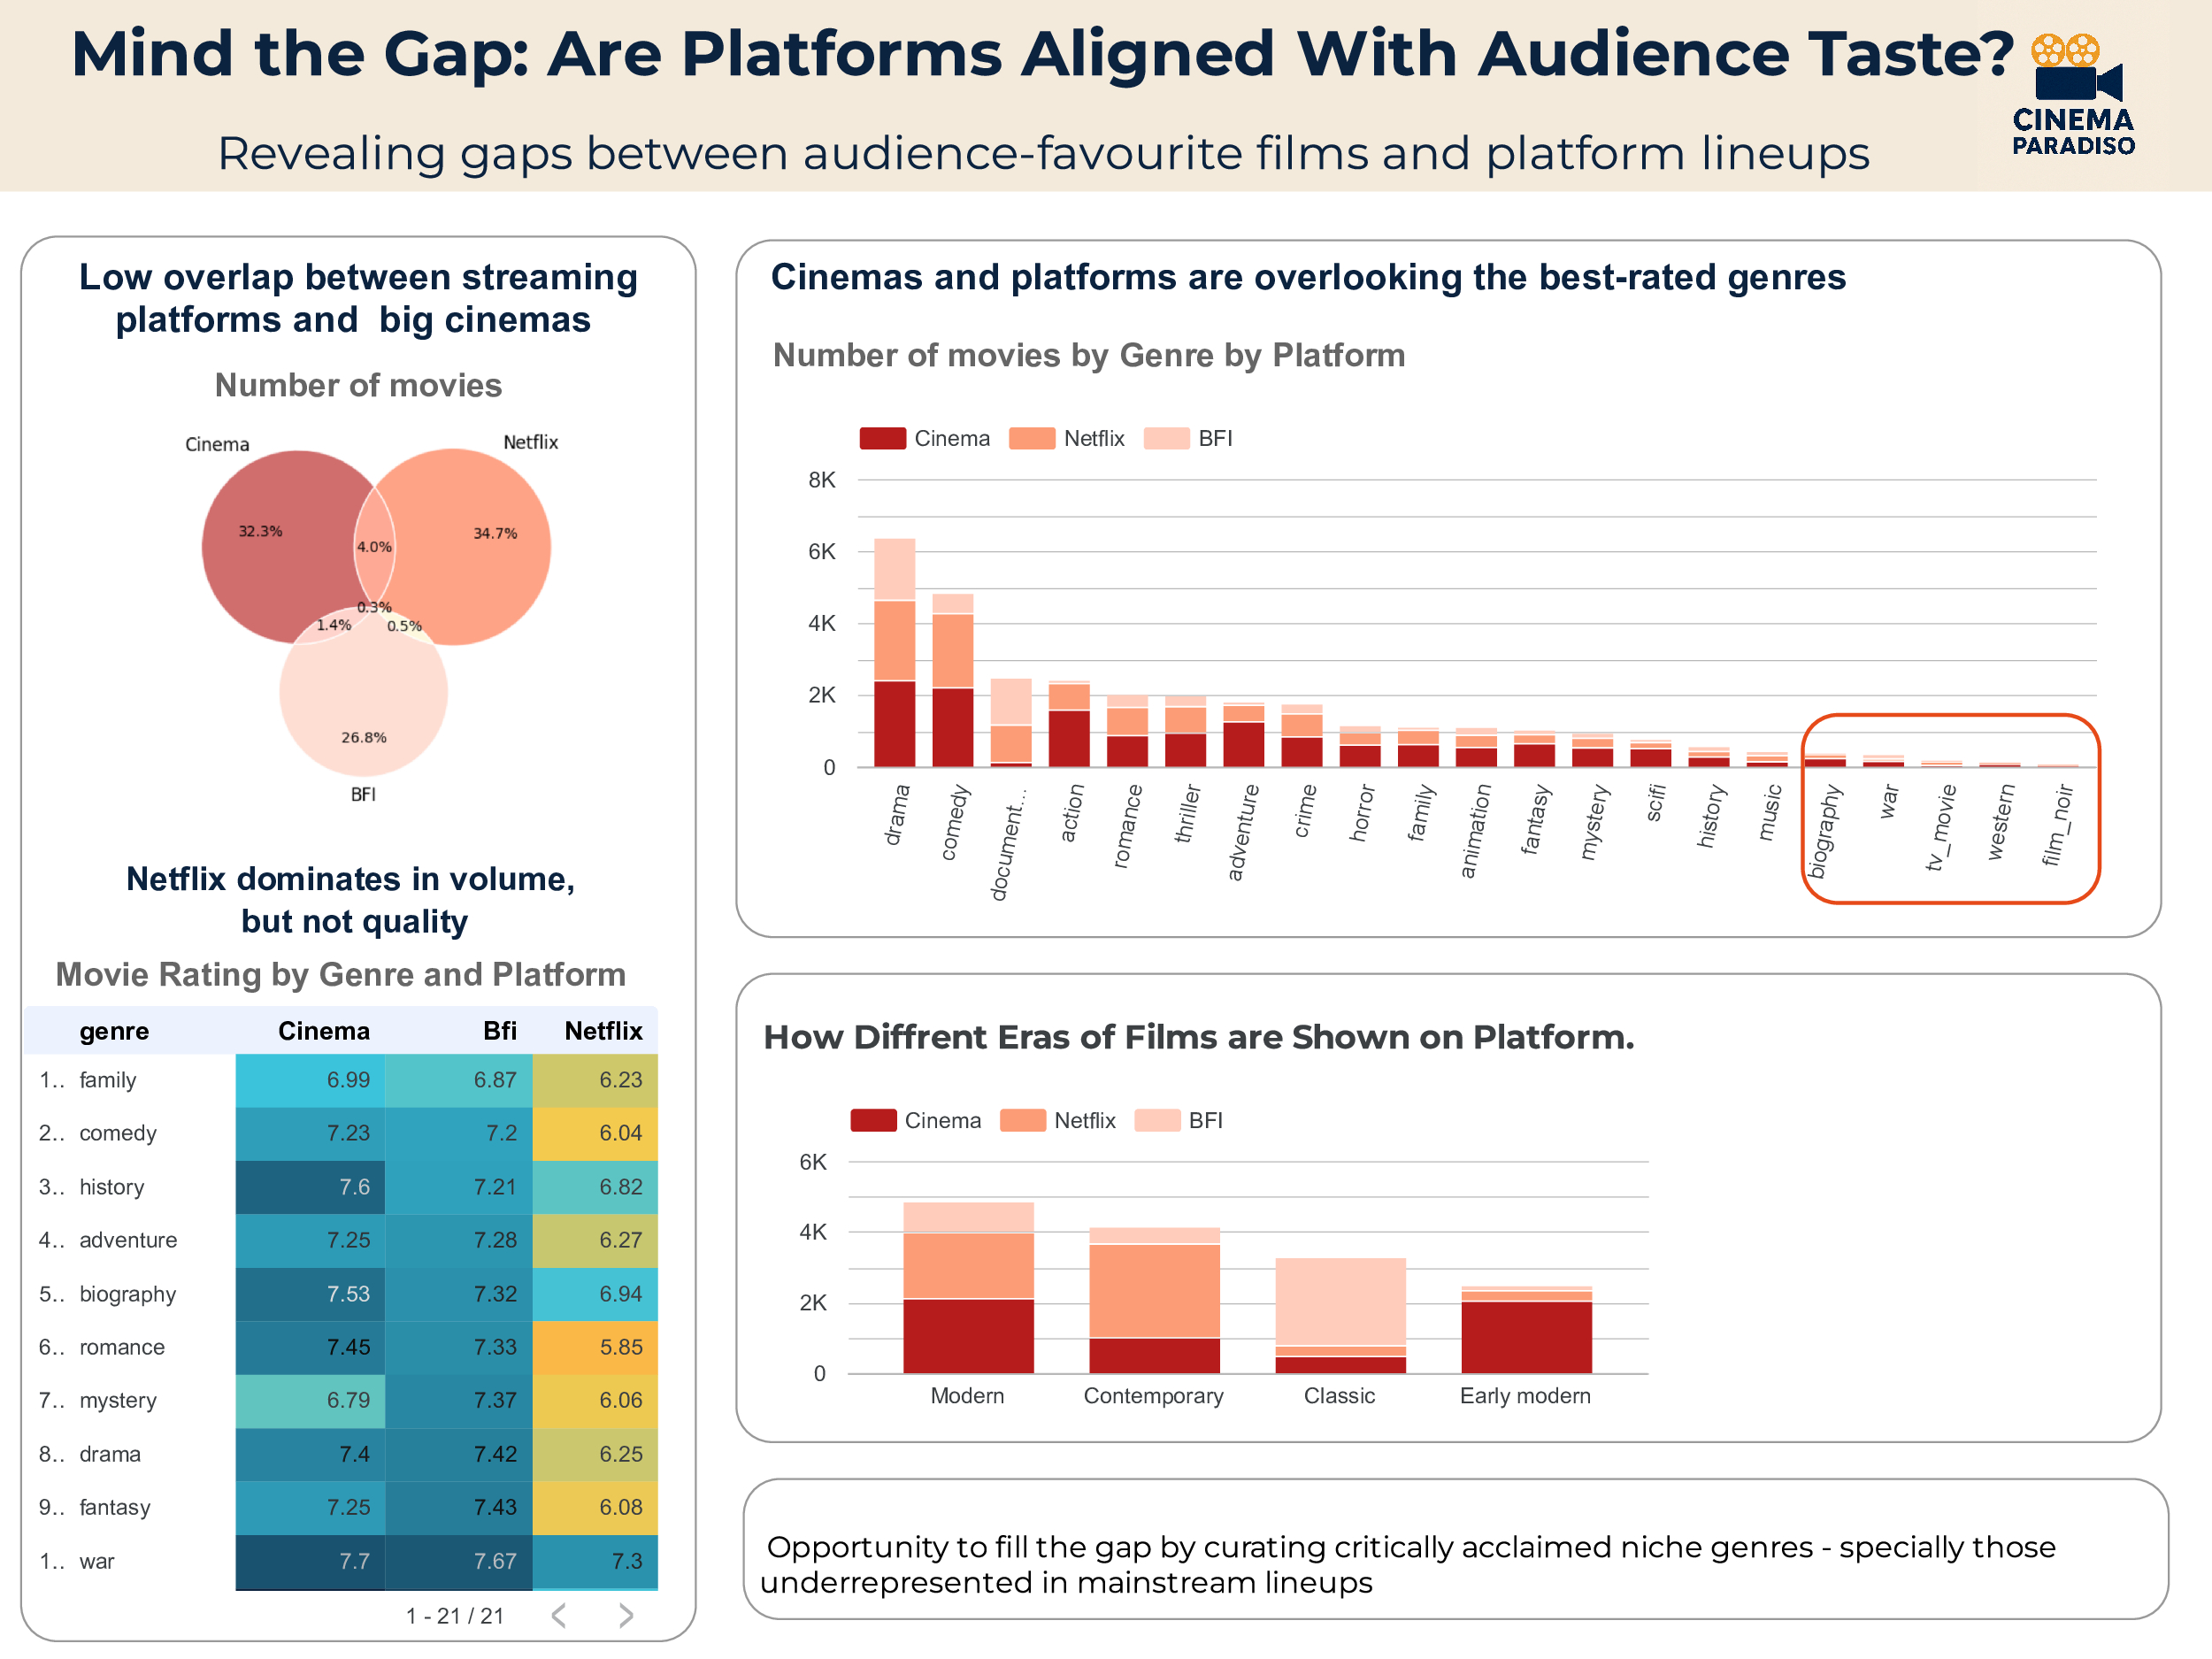 Mind the Gap: Are Platforms Aligned With Audience Taste?
Revealing gaps between audience-favourite films and platform lineups
CINEMA
PARADISO
Low overlap between streaming
platforms and  big cinemas
Number of movies
Cinema
Netflix
32.3%
4.0%
34.7%
0.3%
1.4%
0.5%
26.8%
BFI
Netflix dominates in volume,
but not quality
Movie Rating by Genre and Platform
genre Cinema Bfi Netflix
1.. family 6.99 6.87 6.23
2.. comedy 7.23 7.2 6.04
3.. history 7.6 7.21 6.82
4.. adventure 7.25 7.28 6.27
5.. biography 7.53 7.32 6.94
6.. romance 7.45 7.33 5.85
7.. mystery 6.79 7.37 6.06
8.. drama 7.4 7.42 6.25
9.. fantasy 7.25 7.43 6.08
1.. war 7.7 7.67 7.3
1 - 21 / 21 < >
Cinemas and platforms are overlooking the best-rated genres
Number of movies by Genre by Platform
Cinema Netflix BFI
8K
6K
4K
2K
0
drama
comedy
document...
action
romance
thriller
adventure
crime
horror
family
animation
fantasy
mystery
scifi
history
music
biography
war
tv_movie
western
film_noir
How Diffrent Eras of Films are Shown on Platform.
Cinema Netflix BFI
6K
4K
2K
0
Modern Contemporary Classic Early modern
Opportunity to fill the gap by curating critically acclaimed niche genres - specially those
underrepresented in mainstream lineups